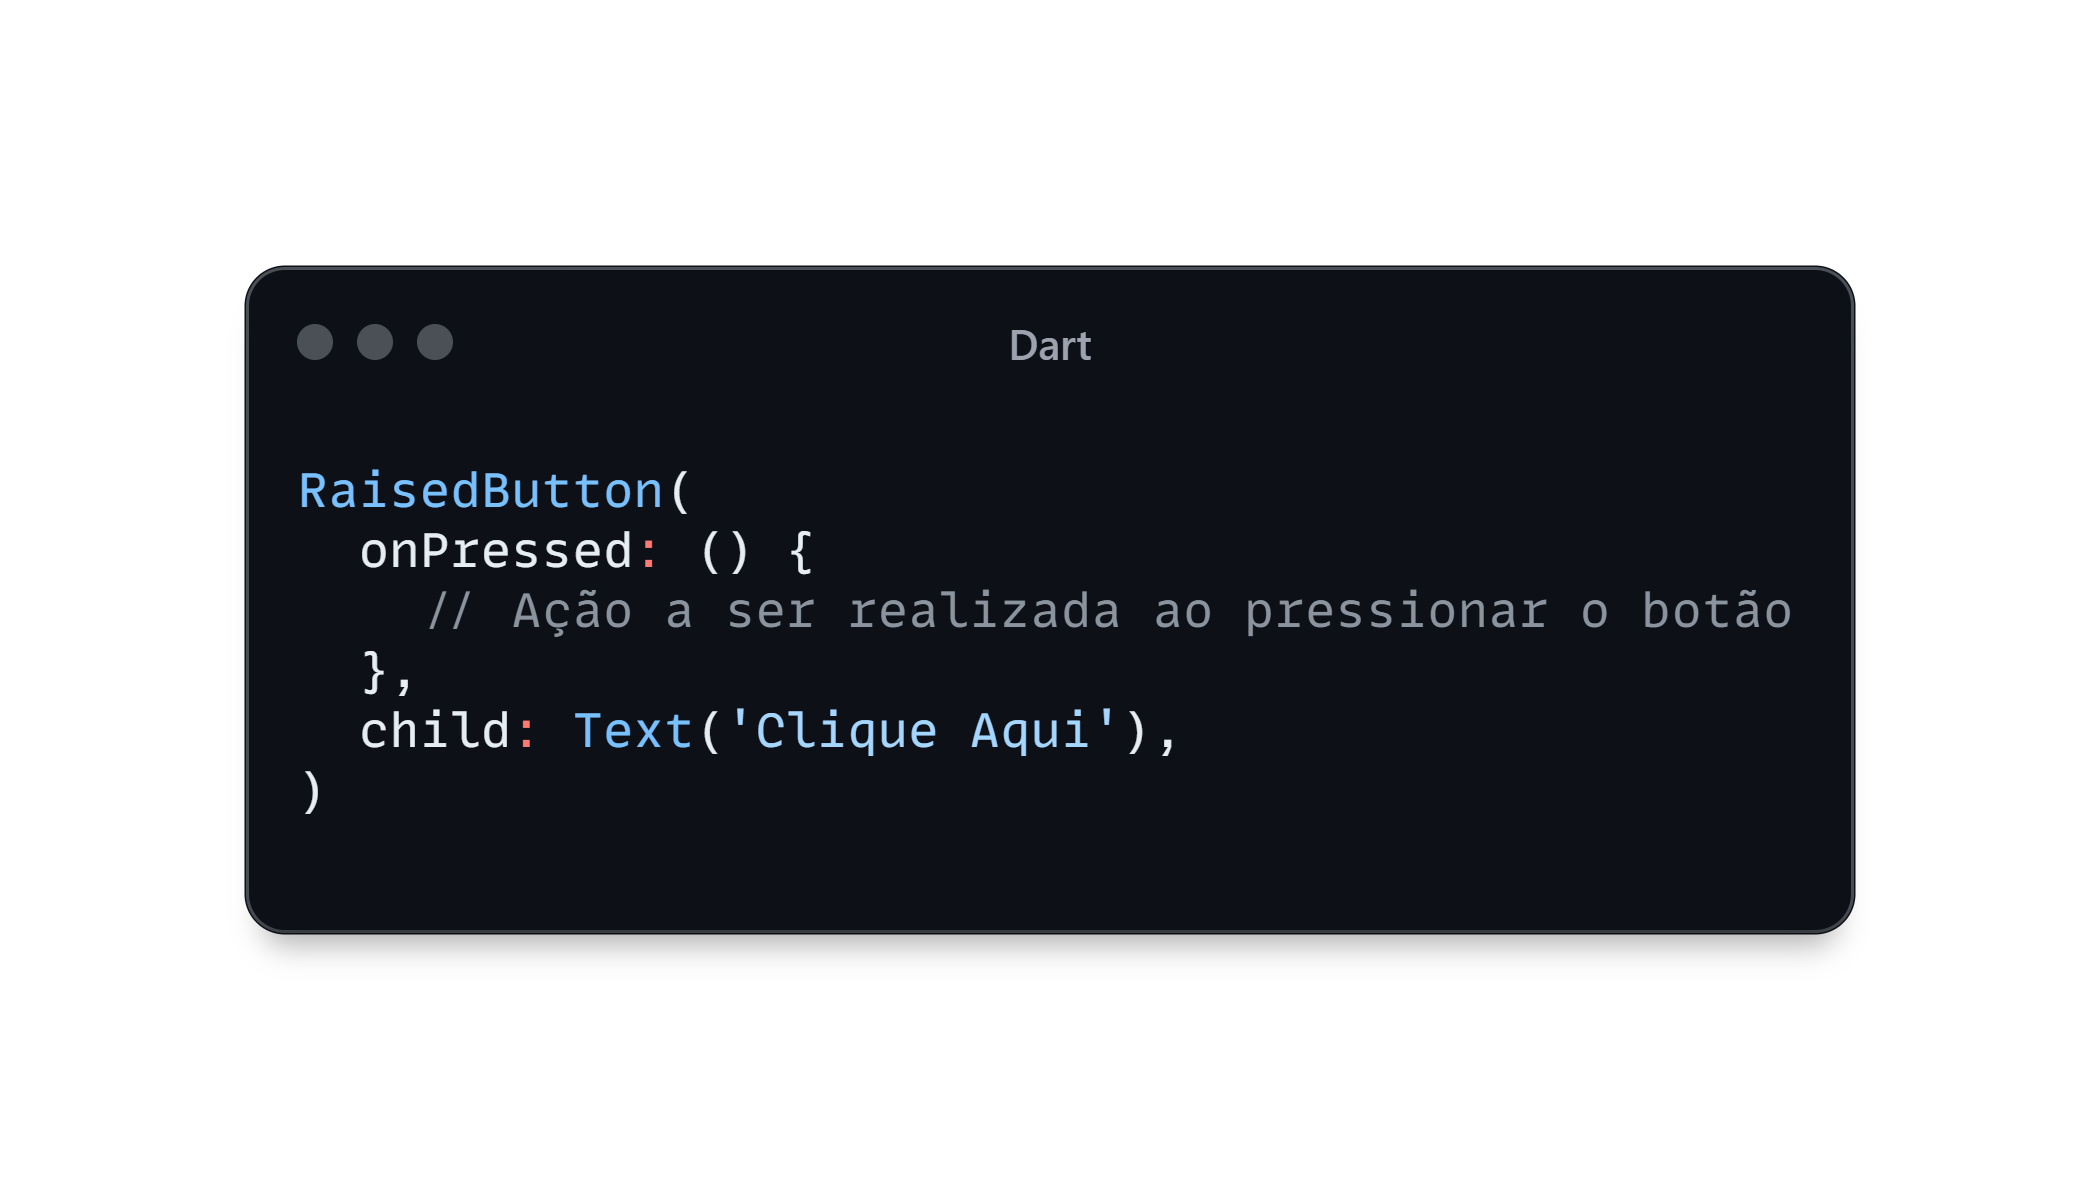 Dart
RaisedButton(
  onPressed: () {
    // Ação a ser realizada ao pressionar o botão
  },
  child: Text('Clique Aqui'),
)